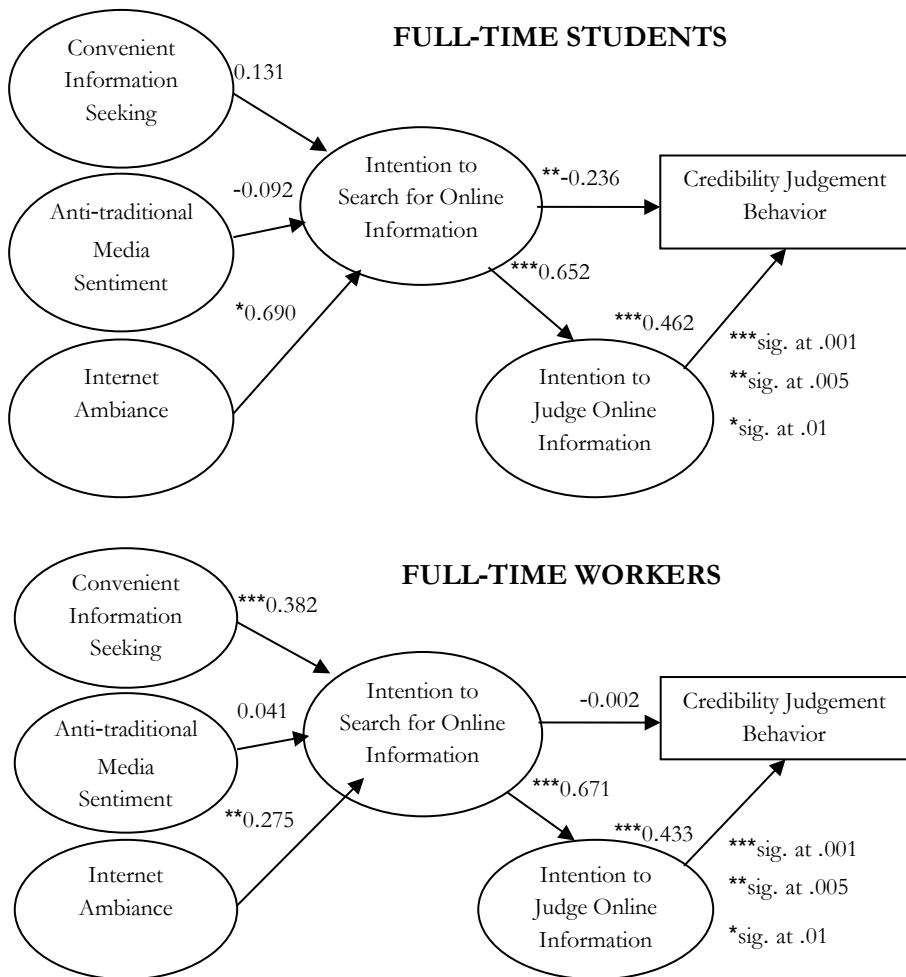 FULL-TIME STUDENTS
Convenient
Information
Seeking
0.131
Anti-traditional
Media
Sentiment
-0.092
Internet
Ambiance
*0.690
Intention to
Search for Online
Information
**-0.236
Credibility Judgement
Behavior
***0.652
***0.462
Intention to
Judge Online
Information
***sig. at .001
**sig. at .005
*sig. at .01
FULL-TIME WORKERS
Convenient
Information
Seeking
***0.382
Anti-traditional
Media
Sentiment
0.041
Internet
Ambiance
**0.275
Intention to
Search for Online
Information
-0.002
Credibility Judgement
Behavior
***0.671
***0.433
Intention to
Judge Online
Information
***sig. at .001
**sig. at .005
*sig. at .01